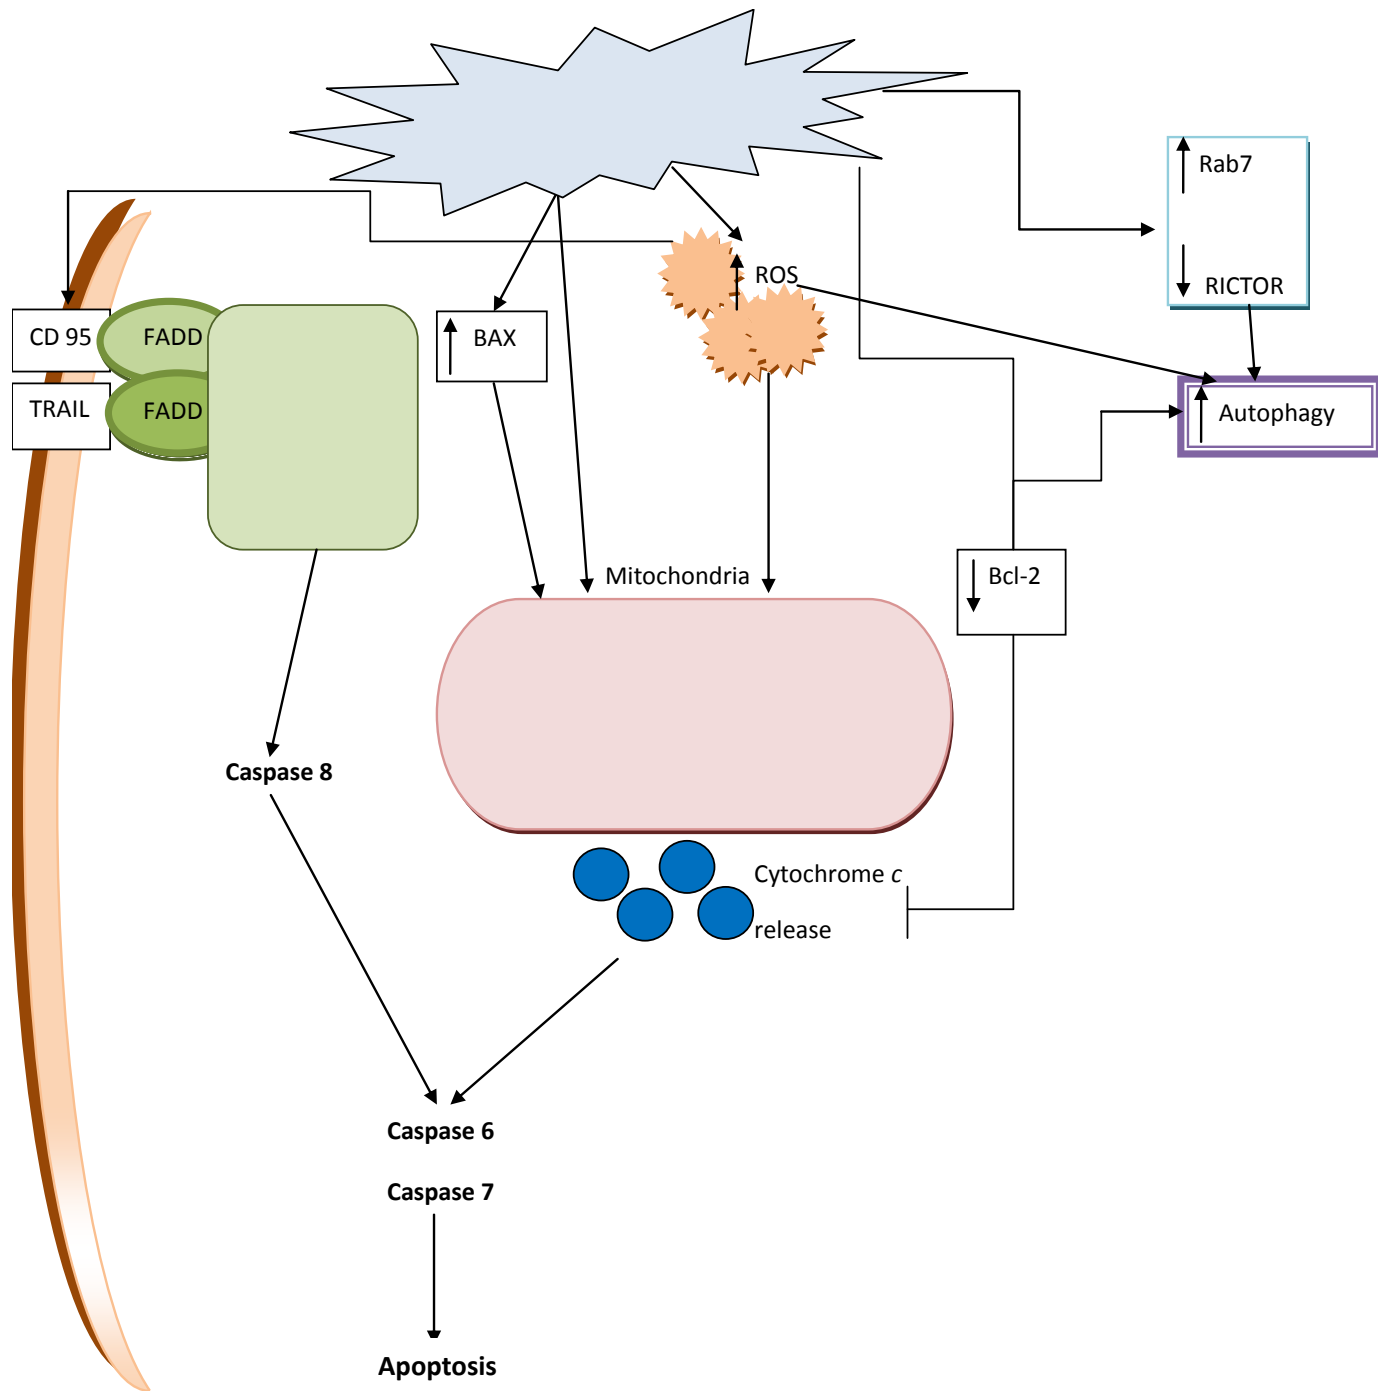 Rab7
ROS
RICTOR
CD 95
FADD
BAX
TRAIL
FADD
Autophagy
Mitochondria
Bcl-2
Caspase 8
Cytochrome c
release
Caspase 6
Caspase 7
Apoptosis